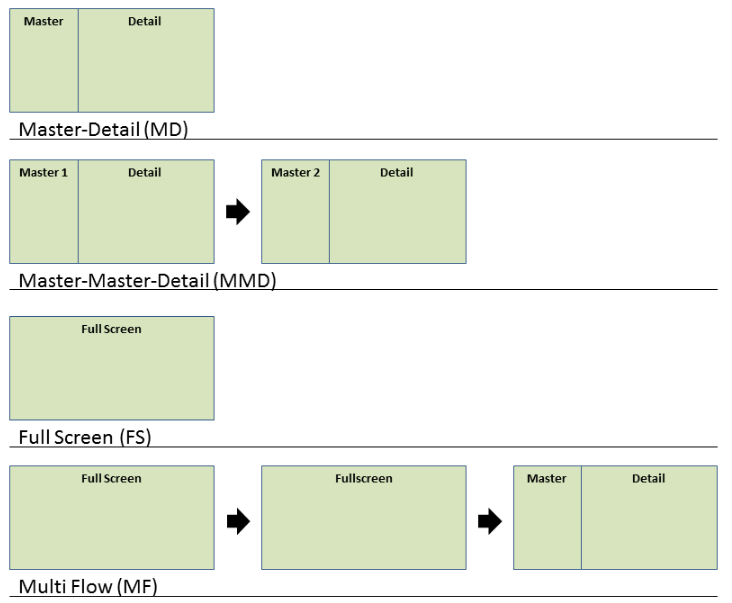 Master Detail
Master-Detail (MD)
Master 1 Detail Master 2 Detail
Master-Master-Detail (MMD)
Full Screen
Full Screen (FS)
Full Screen Fullscreen Master Detail
Multi Flow (MF)